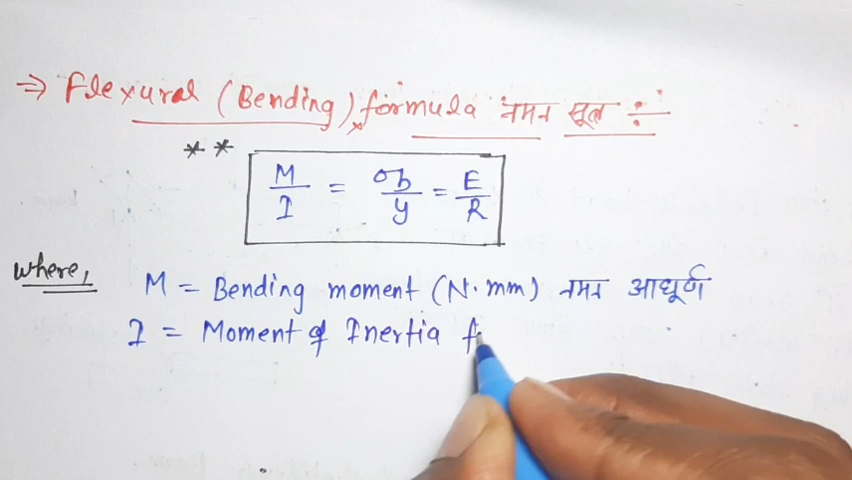 ⇒ Flexural (Bending) formula नमन सूत्र ÷
** M/I = σb/y = E/R
where, M = Bending moment (N.mm) नमन आघूर्ण
I = Moment of Inertia